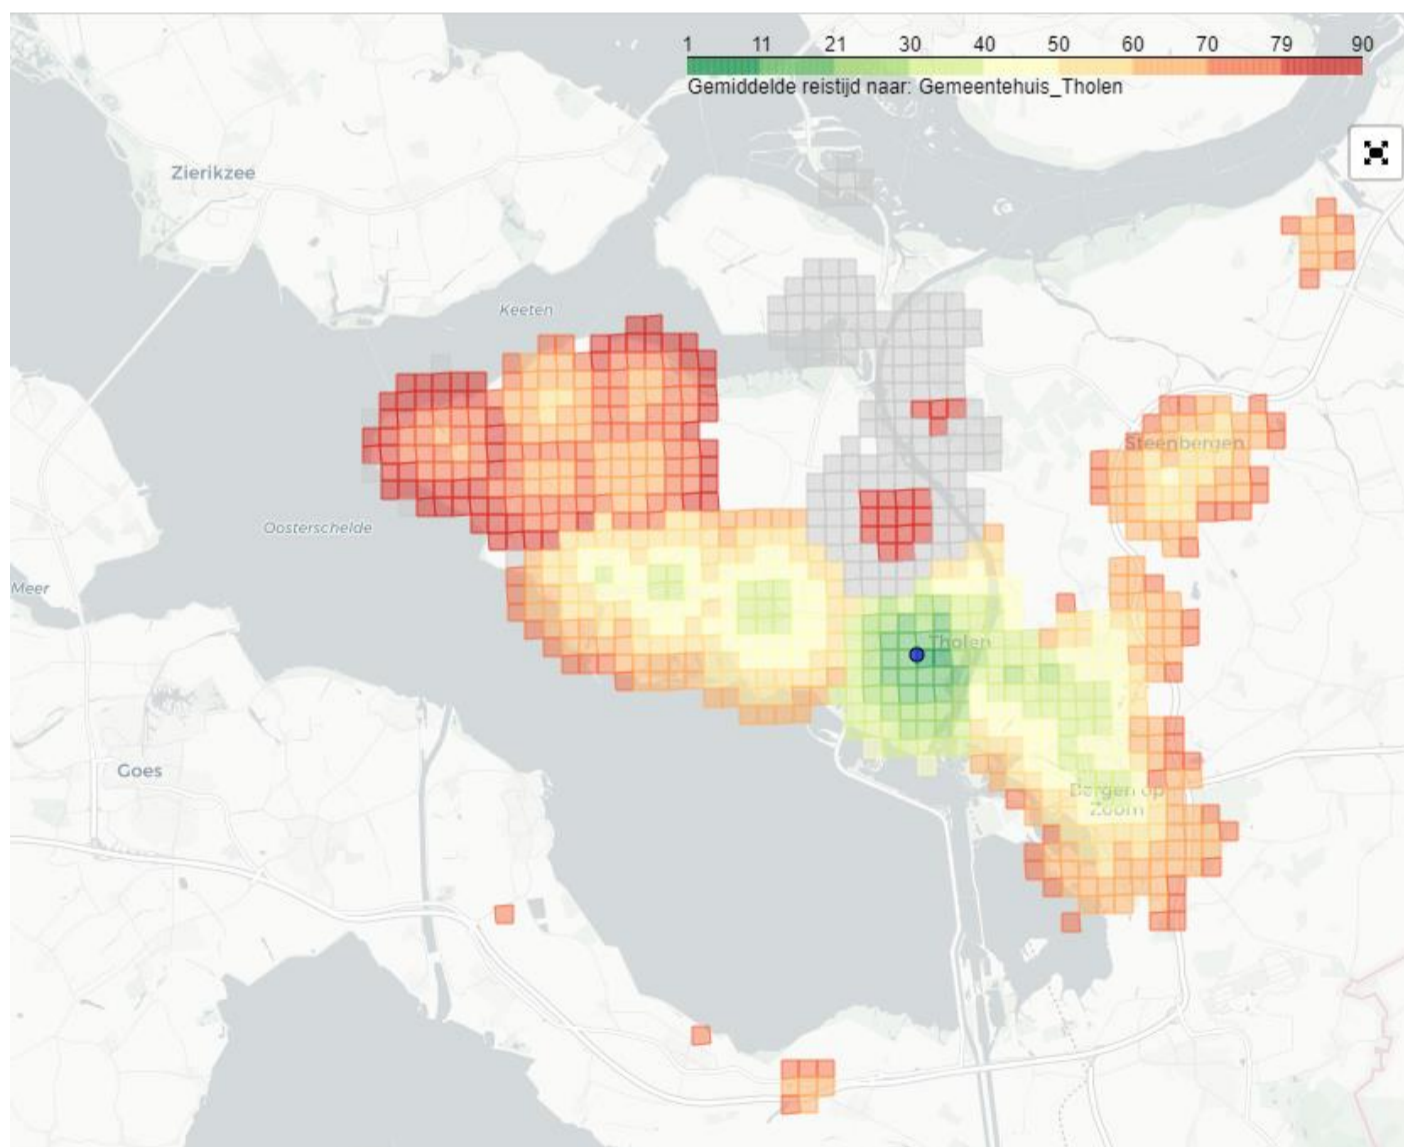 1 11 21 30 40 50 60 70 79 90
Gemiddelde reistijd naar: Gemeentehuis_Tholen
Zierikzee
Keeten
Steenbergen
Oosterschelde
Meer
Tholen
Goes
Bergen op
Zoom